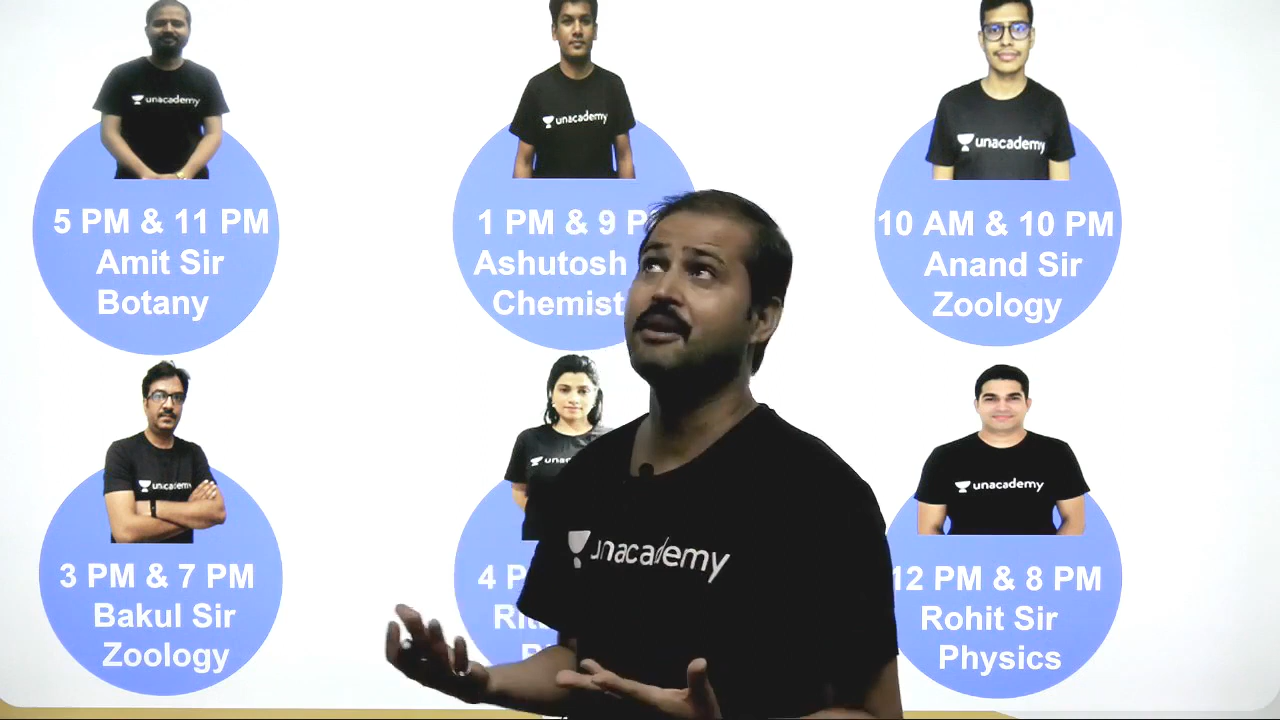 unacademy
unacademy
unacademy
5 PM & 11 PM
Amit Sir
Botany
1 PM & 9
Ashutosh
10 AM & 10 PM
Anand Sir
Zoology
unacademy
unacademy
3 PM & 7 PM
Bakul Sir
Zoology
unacademy
4
12 PM & 8 PM
Rohit Sir
Physics